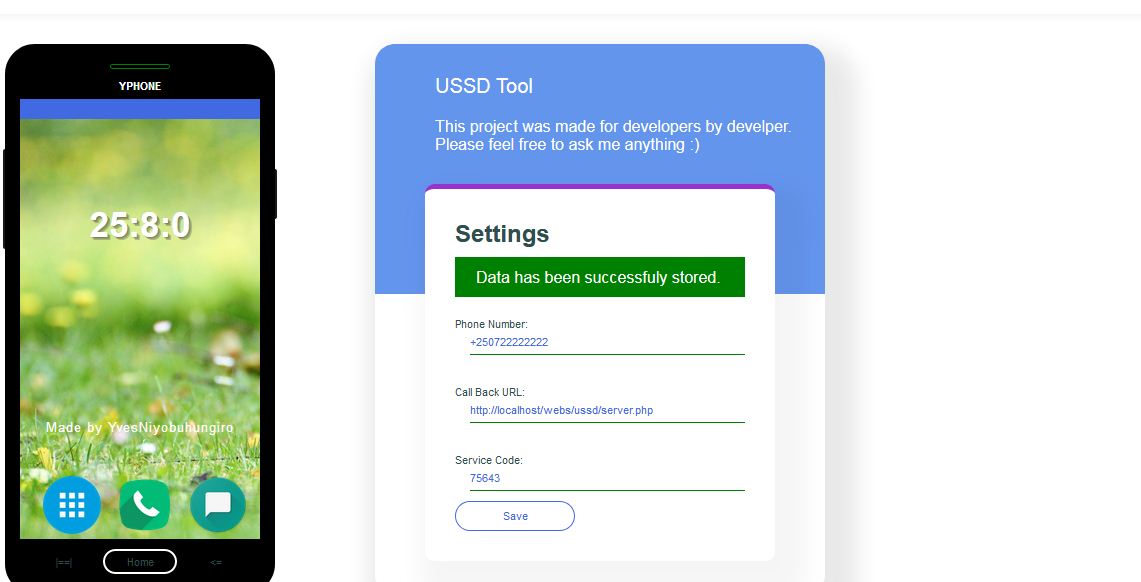 YPHONE
25:8:0
Made by YvesNiyobuhungiro
|==|
Home
<=
USSD Tool
This project was made for developers by develper.
Please feel free to ask me anything :)
Settings
Data has been successfuly stored.
Phone Number:
+250722222222
Call Back URL:
http://localhost/webs/ussd/server.php
Service Code:
75643
Save